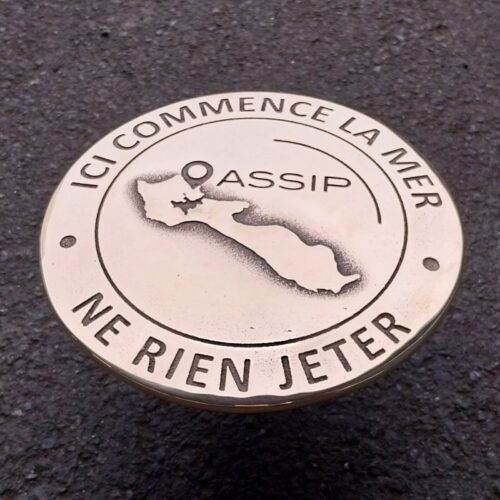 ICI COMMENCE LA MER
ASSIP
NE RIEN JETER